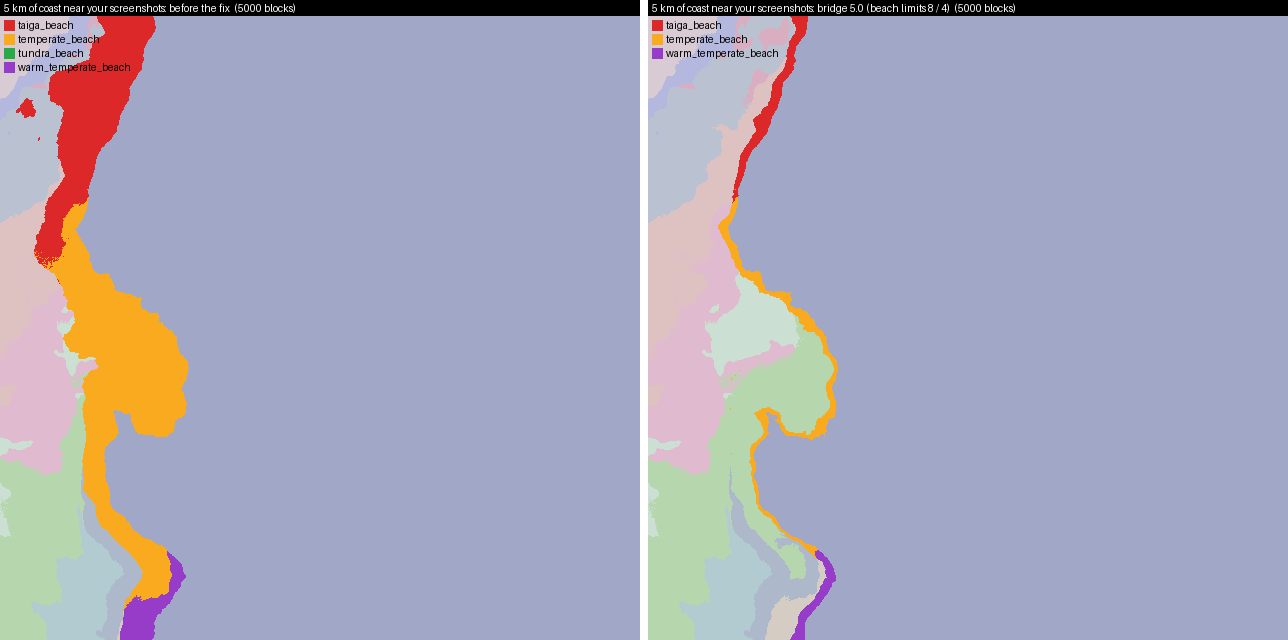 5 km of coast near your screenshots: before the fix (5000 blocks)
taiga_beach
temperate_beach
tundra_beach
warm_temperate_beach
5 km of coast near your screenshots: bridge 5.0 (beach limits 8 / 4) (5000 blocks)
taiga_beach
temperate_beach
warm_temperate_beach